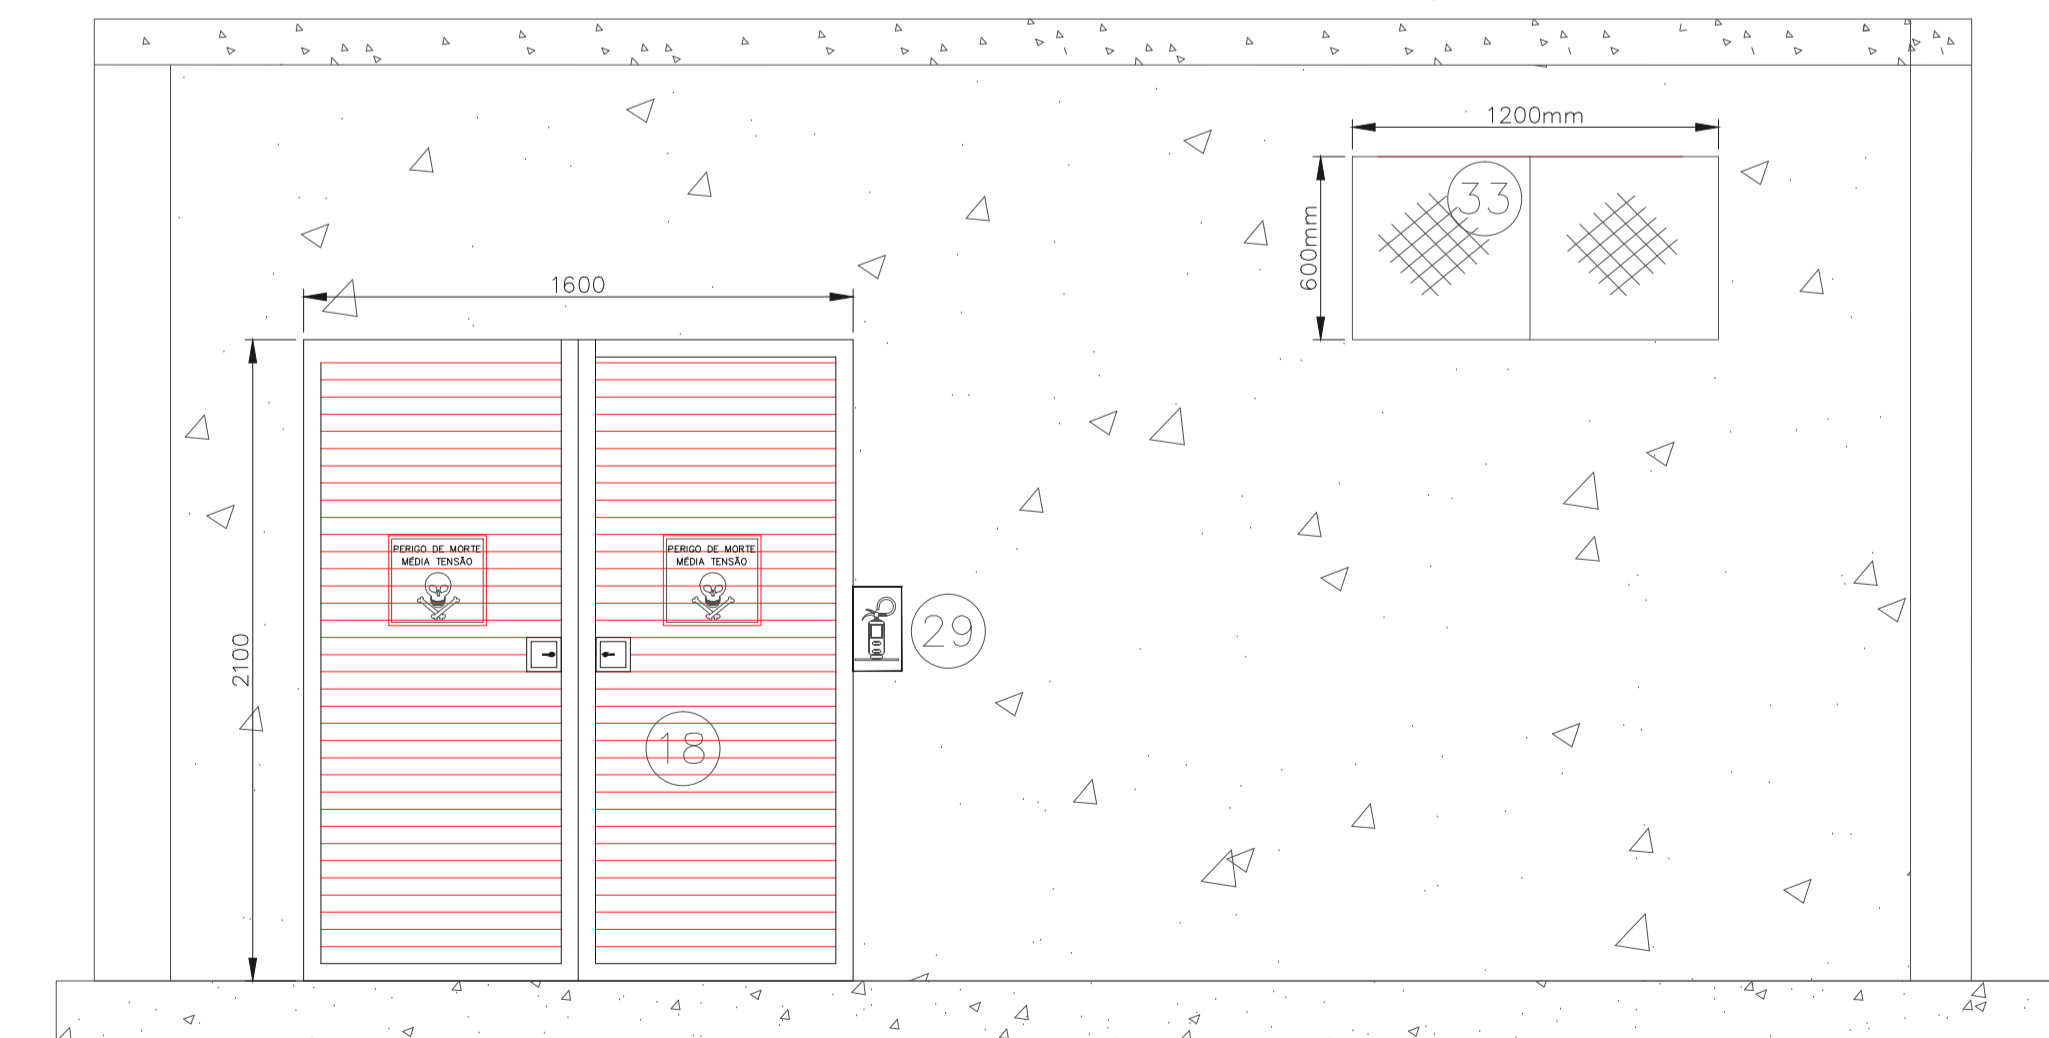 1200mm
600mm
33
1600
2100
PERIGO DE MORTE
MÉDIA TENSÃO
PERIGO DE MORTE
MÉDIA TENSÃO
29
18